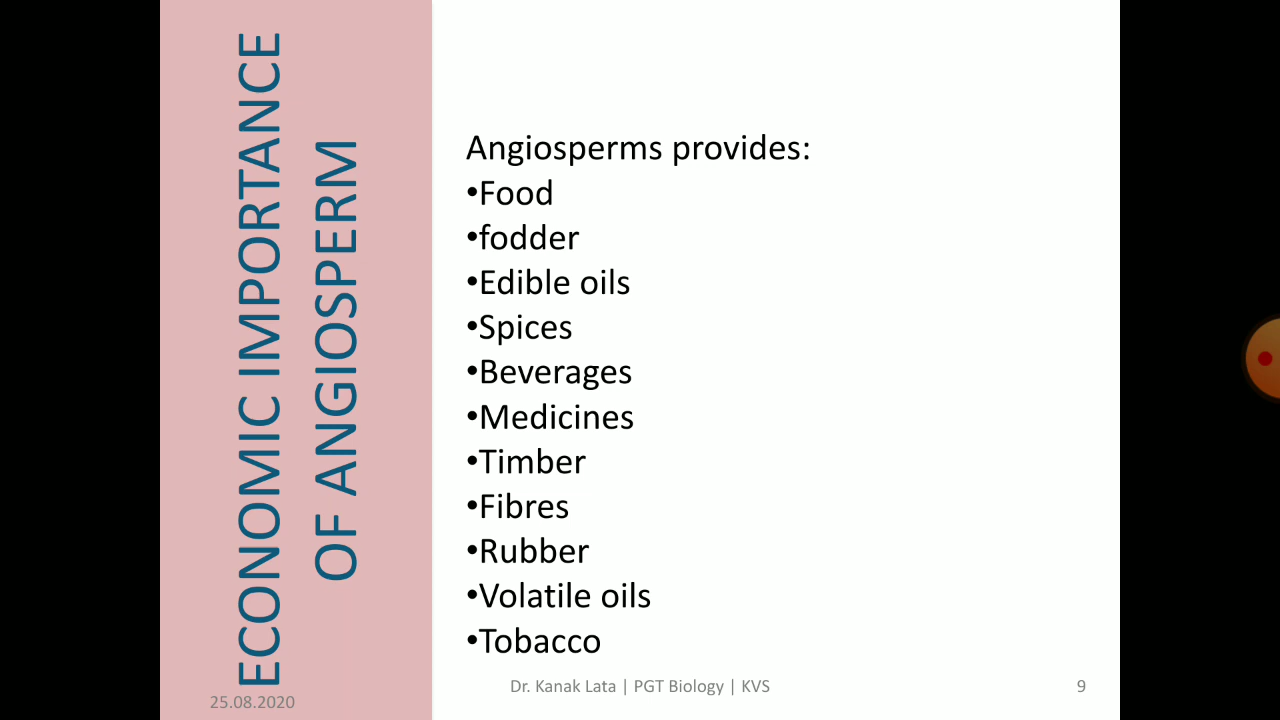 ECONOMIC IMPORTANCE
OF ANGIOSPERM
Angiosperms provides:
•Food
•fodder
•Edible oils
•Spices
•Beverages
•Medicines
•Timber
•Fibres
•Rubber
•Volatile oils
•Tobacco
25.08.2020
Dr. Kanak Lata | PGT Biology | KVS
9